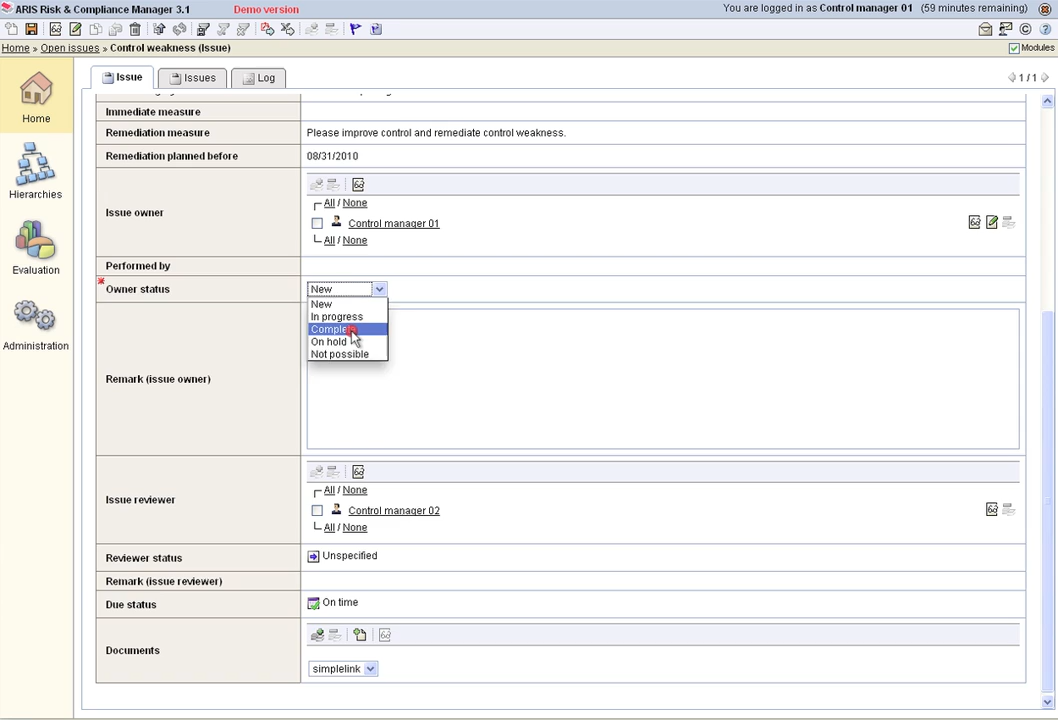 ARIS Risk & Compliance Manager 3.1 Demo version You are logged in as Control manager 01 (59 minutes remaining)
Home » Open issues » Control weakness (Issue) Modules
Issue Issues Log 1 / 1
Home
Hierarchies
Evaluation
Administration
Immediate measure
Remediation measure Please improve control and remediate control weakness.
Remediation planned before 08/31/2010
All / None
Issue owner
Control manager 01
All / None
Performed by
Owner status New
New
In progress
On hold
Not possible
Remark (issue owner)
All / None
Issue reviewer
Control manager 02
All / None
Reviewer status Unspecified
Remark (issue reviewer)
Due status On time
Documents
simplelink